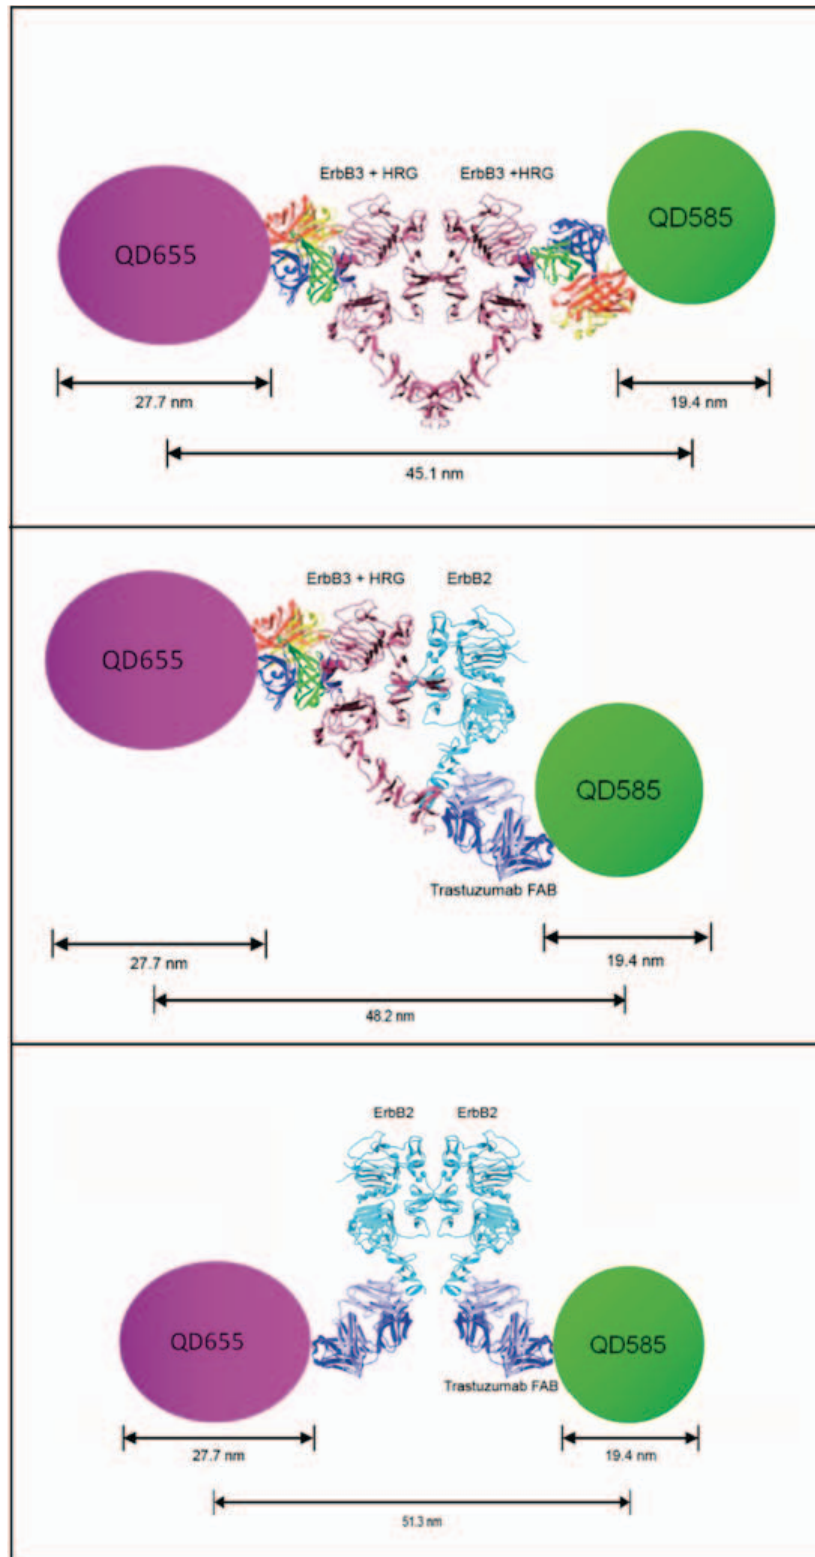 ErbB3 + HRG ErbB3 +HRG
QD655 QD585
27.7 nm 19.4 nm
45.1 nm
ErbB3 + HRG ErbB2
QD655
QD585
Trastuzumab FAB
27.7 nm 19.4 nm
48.2 nm
ErbB2 ErbB2
QD655 QD585
Trastuzumab FAB
27.7 nm 19.4 nm
51.3 nm